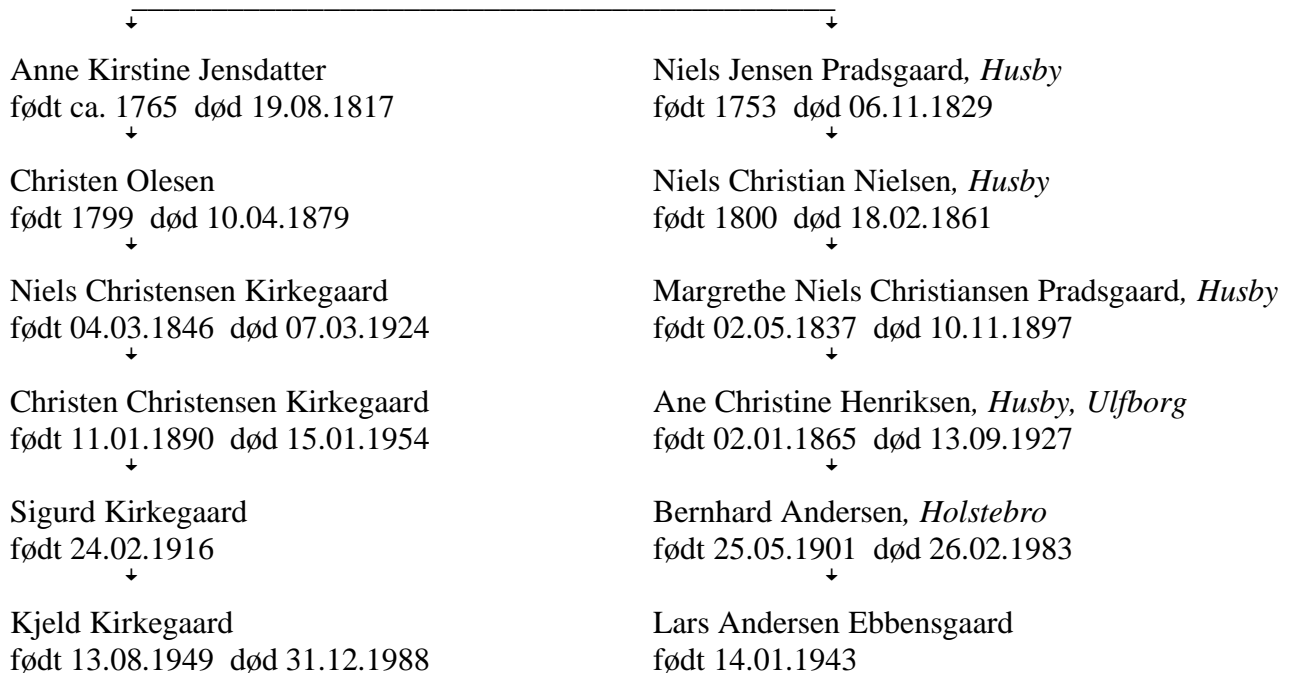 Anne Kirstine Jensdatter
født ca. 1765 død 19.08.1817
Niels Jensen Pradsgaard, Husby
født 1753 død 06.11.1829
Christen Olesen
født 1799 død 10.04.1879
Niels Christian Nielsen, Husby
født 1800 død 18.02.1861
Niels Christensen Kirkegaard
født 04.03.1846 død 07.03.1924
Margrethe Niels Christiansen Pradsgaard, Husby
født 02.05.1837 død 10.11.1897
Christen Christensen Kirkegaard
født 11.01.1890 død 15.01.1954
Ane Christine Henriksen, Husby, Ulfborg
født 02.01.1865 død 13.09.1927
Sigurd Kirkegaard
født 24.02.1916
Bernhard Andersen, Holstebro
født 25.05.1901 død 26.02.1983
Kjeld Kirkegaard
født 13.08.1949 død 31.12.1988
Lars Andersen Ebbensgaard
født 14.01.1943